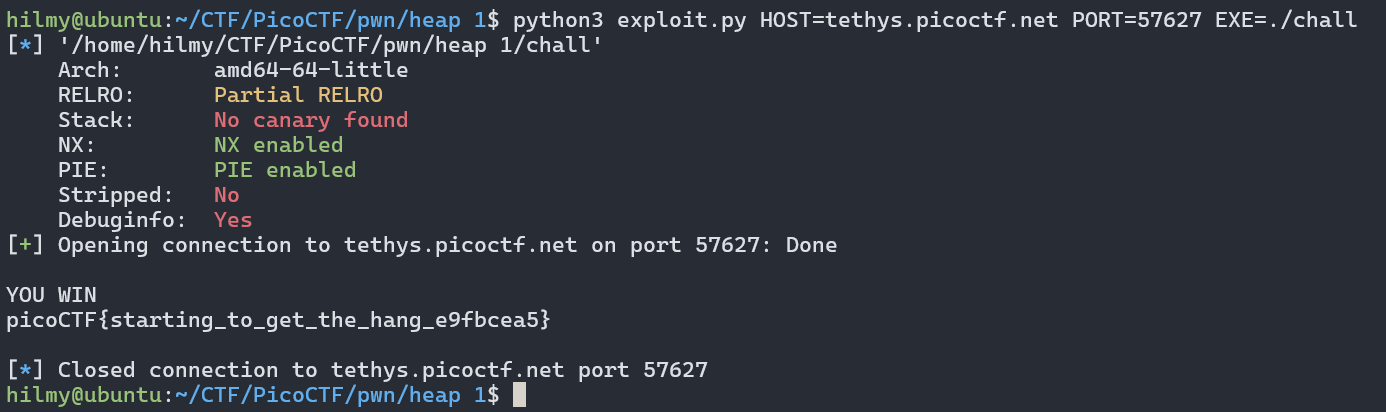 hilmy@ubuntu:~/CTF/PicoCTF/pwn/heap 1$ python3 exploit.py HOST=tethys.picoctf.net PORT=57627 EXE=./chall
[*] '/home/hilmy/CTF/PicoCTF/pwn/heap 1/chall'
    Arch:       amd64-64-little
    RELRO:      Partial RELRO
    Stack:      No canary found
    NX:         NX enabled
    PIE:        PIE enabled
    Stripped:   No
    Debuginfo:  Yes
[+] Opening connection to tethys.picoctf.net on port 57627: Done
YOU WIN
picoCTF{starting_to_get_the_hang_e9fbcea5}
[*] Closed connection to tethys.picoctf.net port 57627
hilmy@ubuntu:~/CTF/PicoCTF/pwn/heap 1$